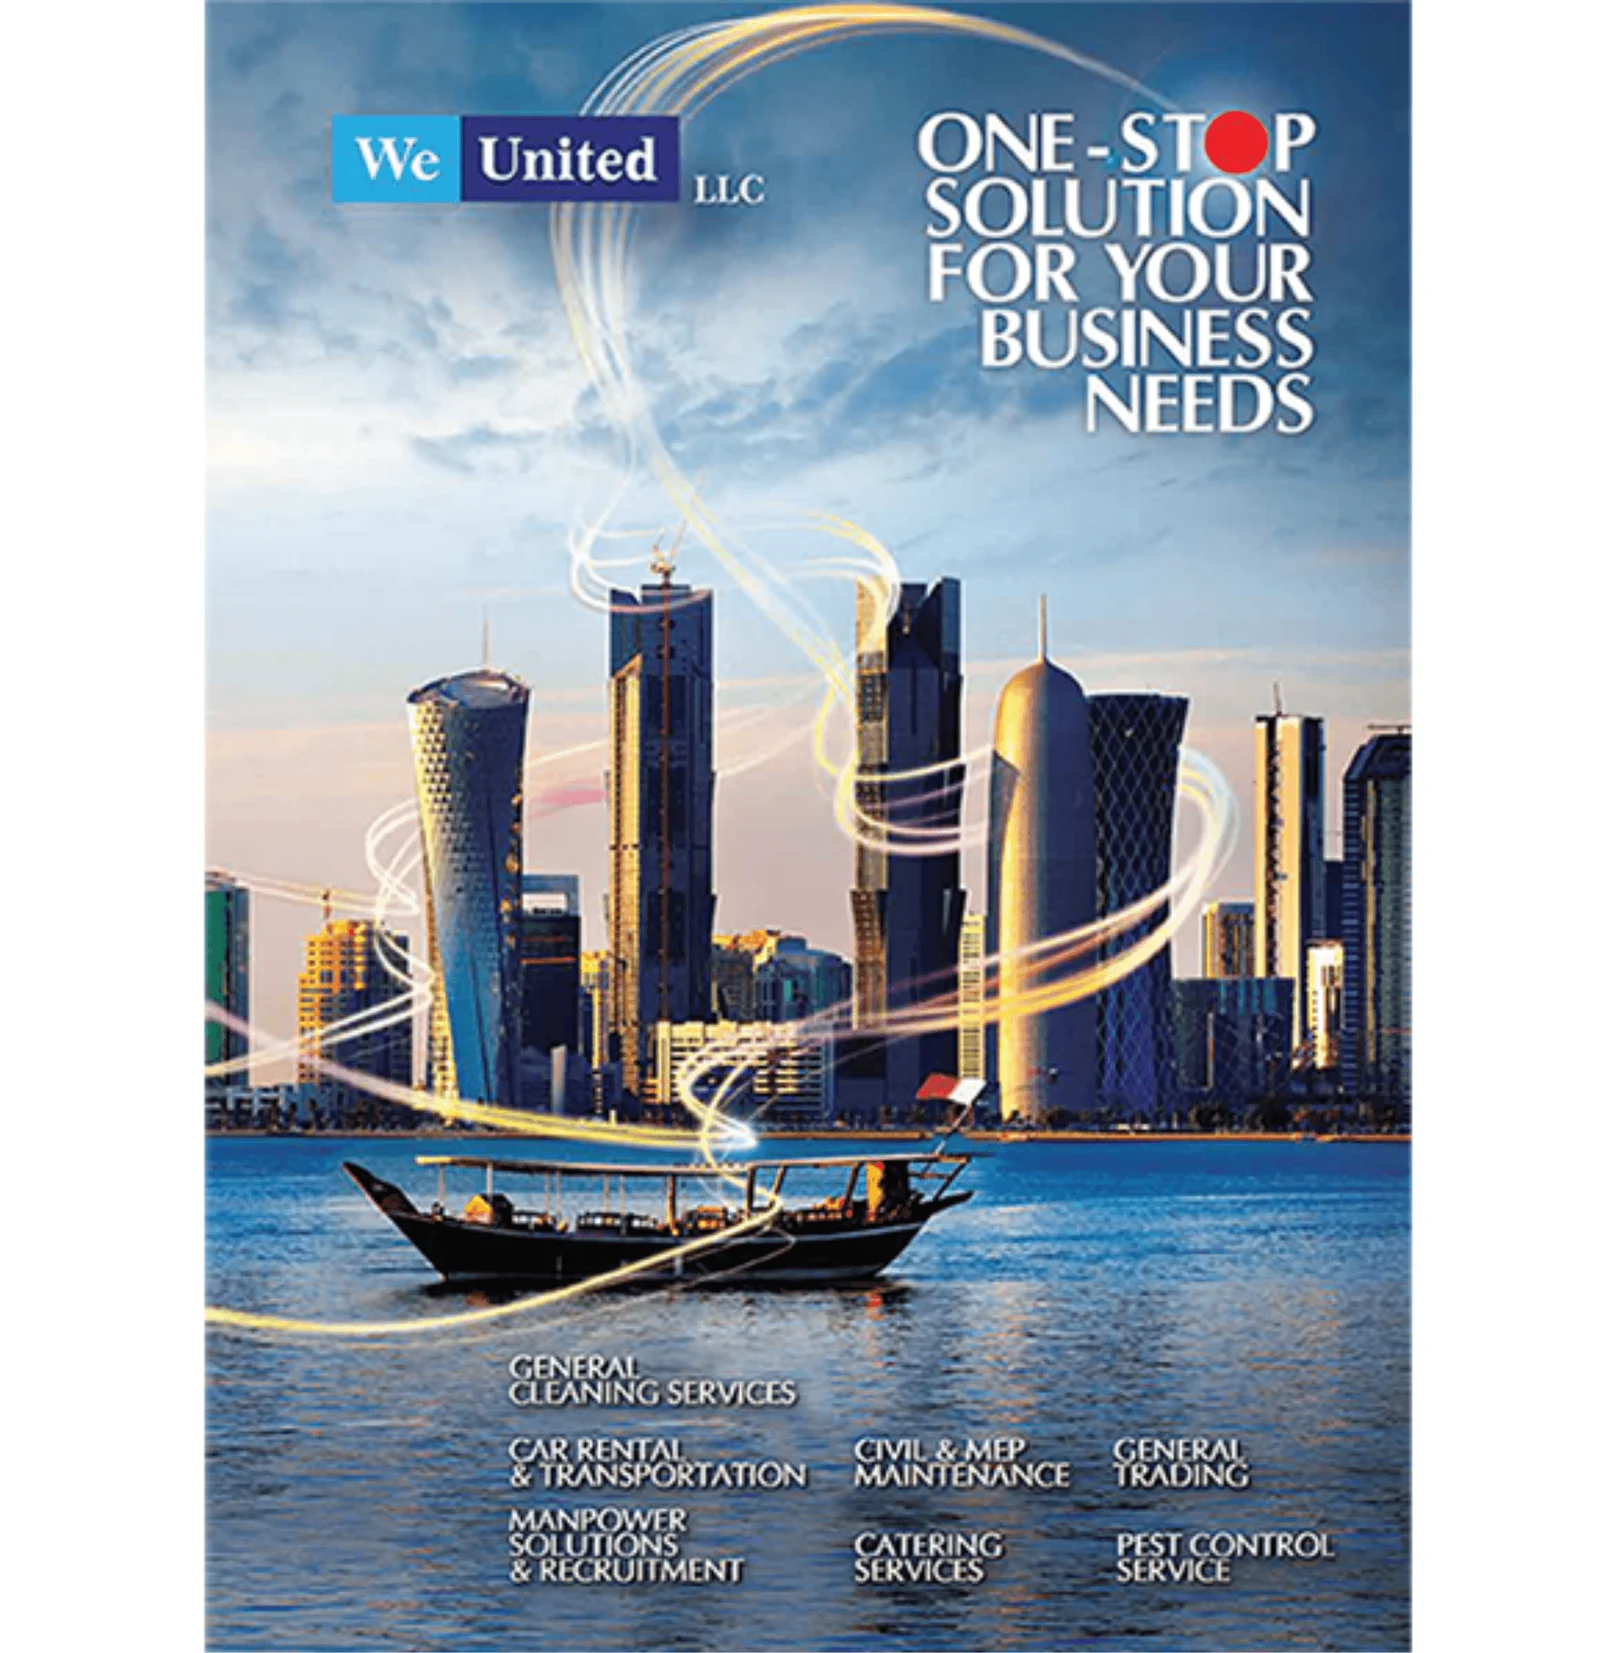 We United LLC
ONE-STOP
SOLUTION
FOR YOUR
BUSINESS
NEEDS
GENERAL
CLEANING SERVICES
CAR RENTAL
& TRANSPORTATION
CIVIL & MEP
MAINTENANCE
GENERAL
TRADING
MANPOWER
SOLUTIONS
& RECRUITMENT
CATERING
SERVICES
PEST CONTROL
SERVICE